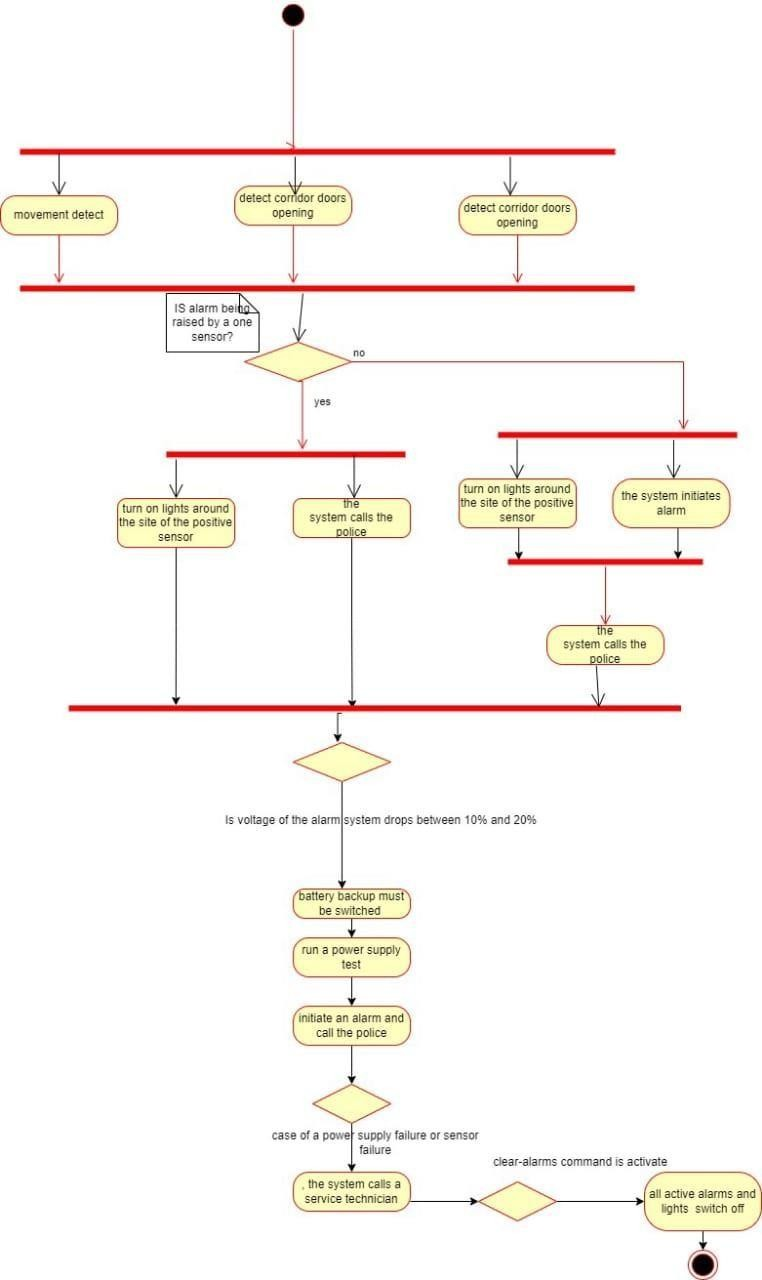 movement detect
detect corridor doors
opening
detect corridor doors
opening
IS alarm being
raised by a one
sensor?
no
yes
turn on lights around
the site of the positive
sensor
the
system calls the
police
turn on lights around
the site of the positive
sensor
the system initiates
alarm
the
system calls the
police
Is voltage of the alarm system drops between 10% and 20%
battery backup must
be switched
run a power supply
test
initiate an alarm and
call the police
case of a power supply failure or sensor
failure
. the system calls a
service technician
clear-alarms command is activate
all active alarms and
lights switch off